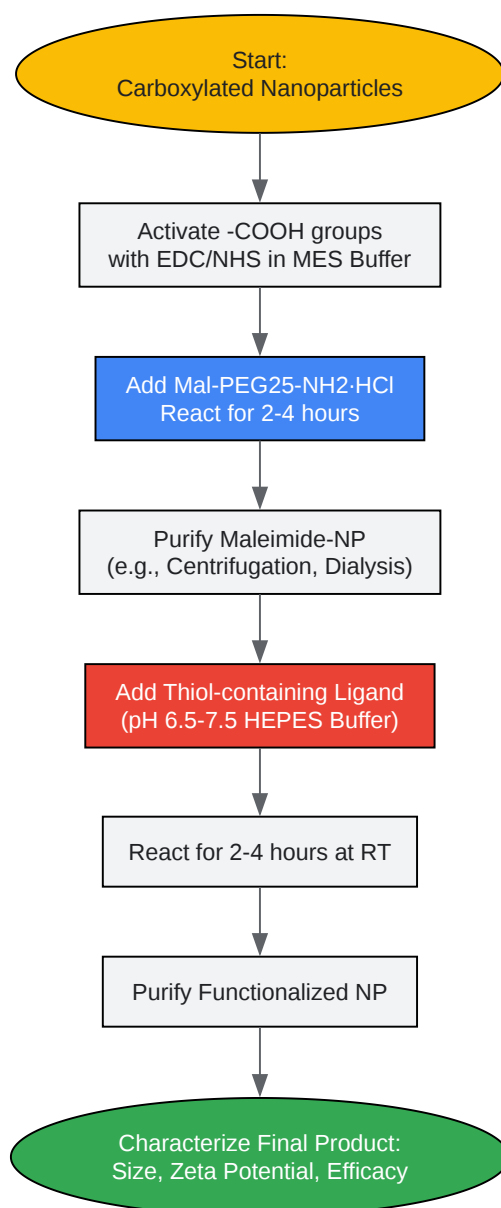 Start:
Carboxylated Nanoparticles
Activate -COOH groups
with EDC/NHS in MES Buffer
Add Mal-PEG25-NH2·HCl
React for 2-4 hours
Purify Maleimide-NP
(e.g., Centrifugation, Dialysis)
Add Thiol-containing Ligand
(pH 6.5-7.5 HEPES Buffer)
React for 2-4 hours at RT
Purify Functionalized NP
Characterize Final Product:
Size, Zeta Potential, Efficacy